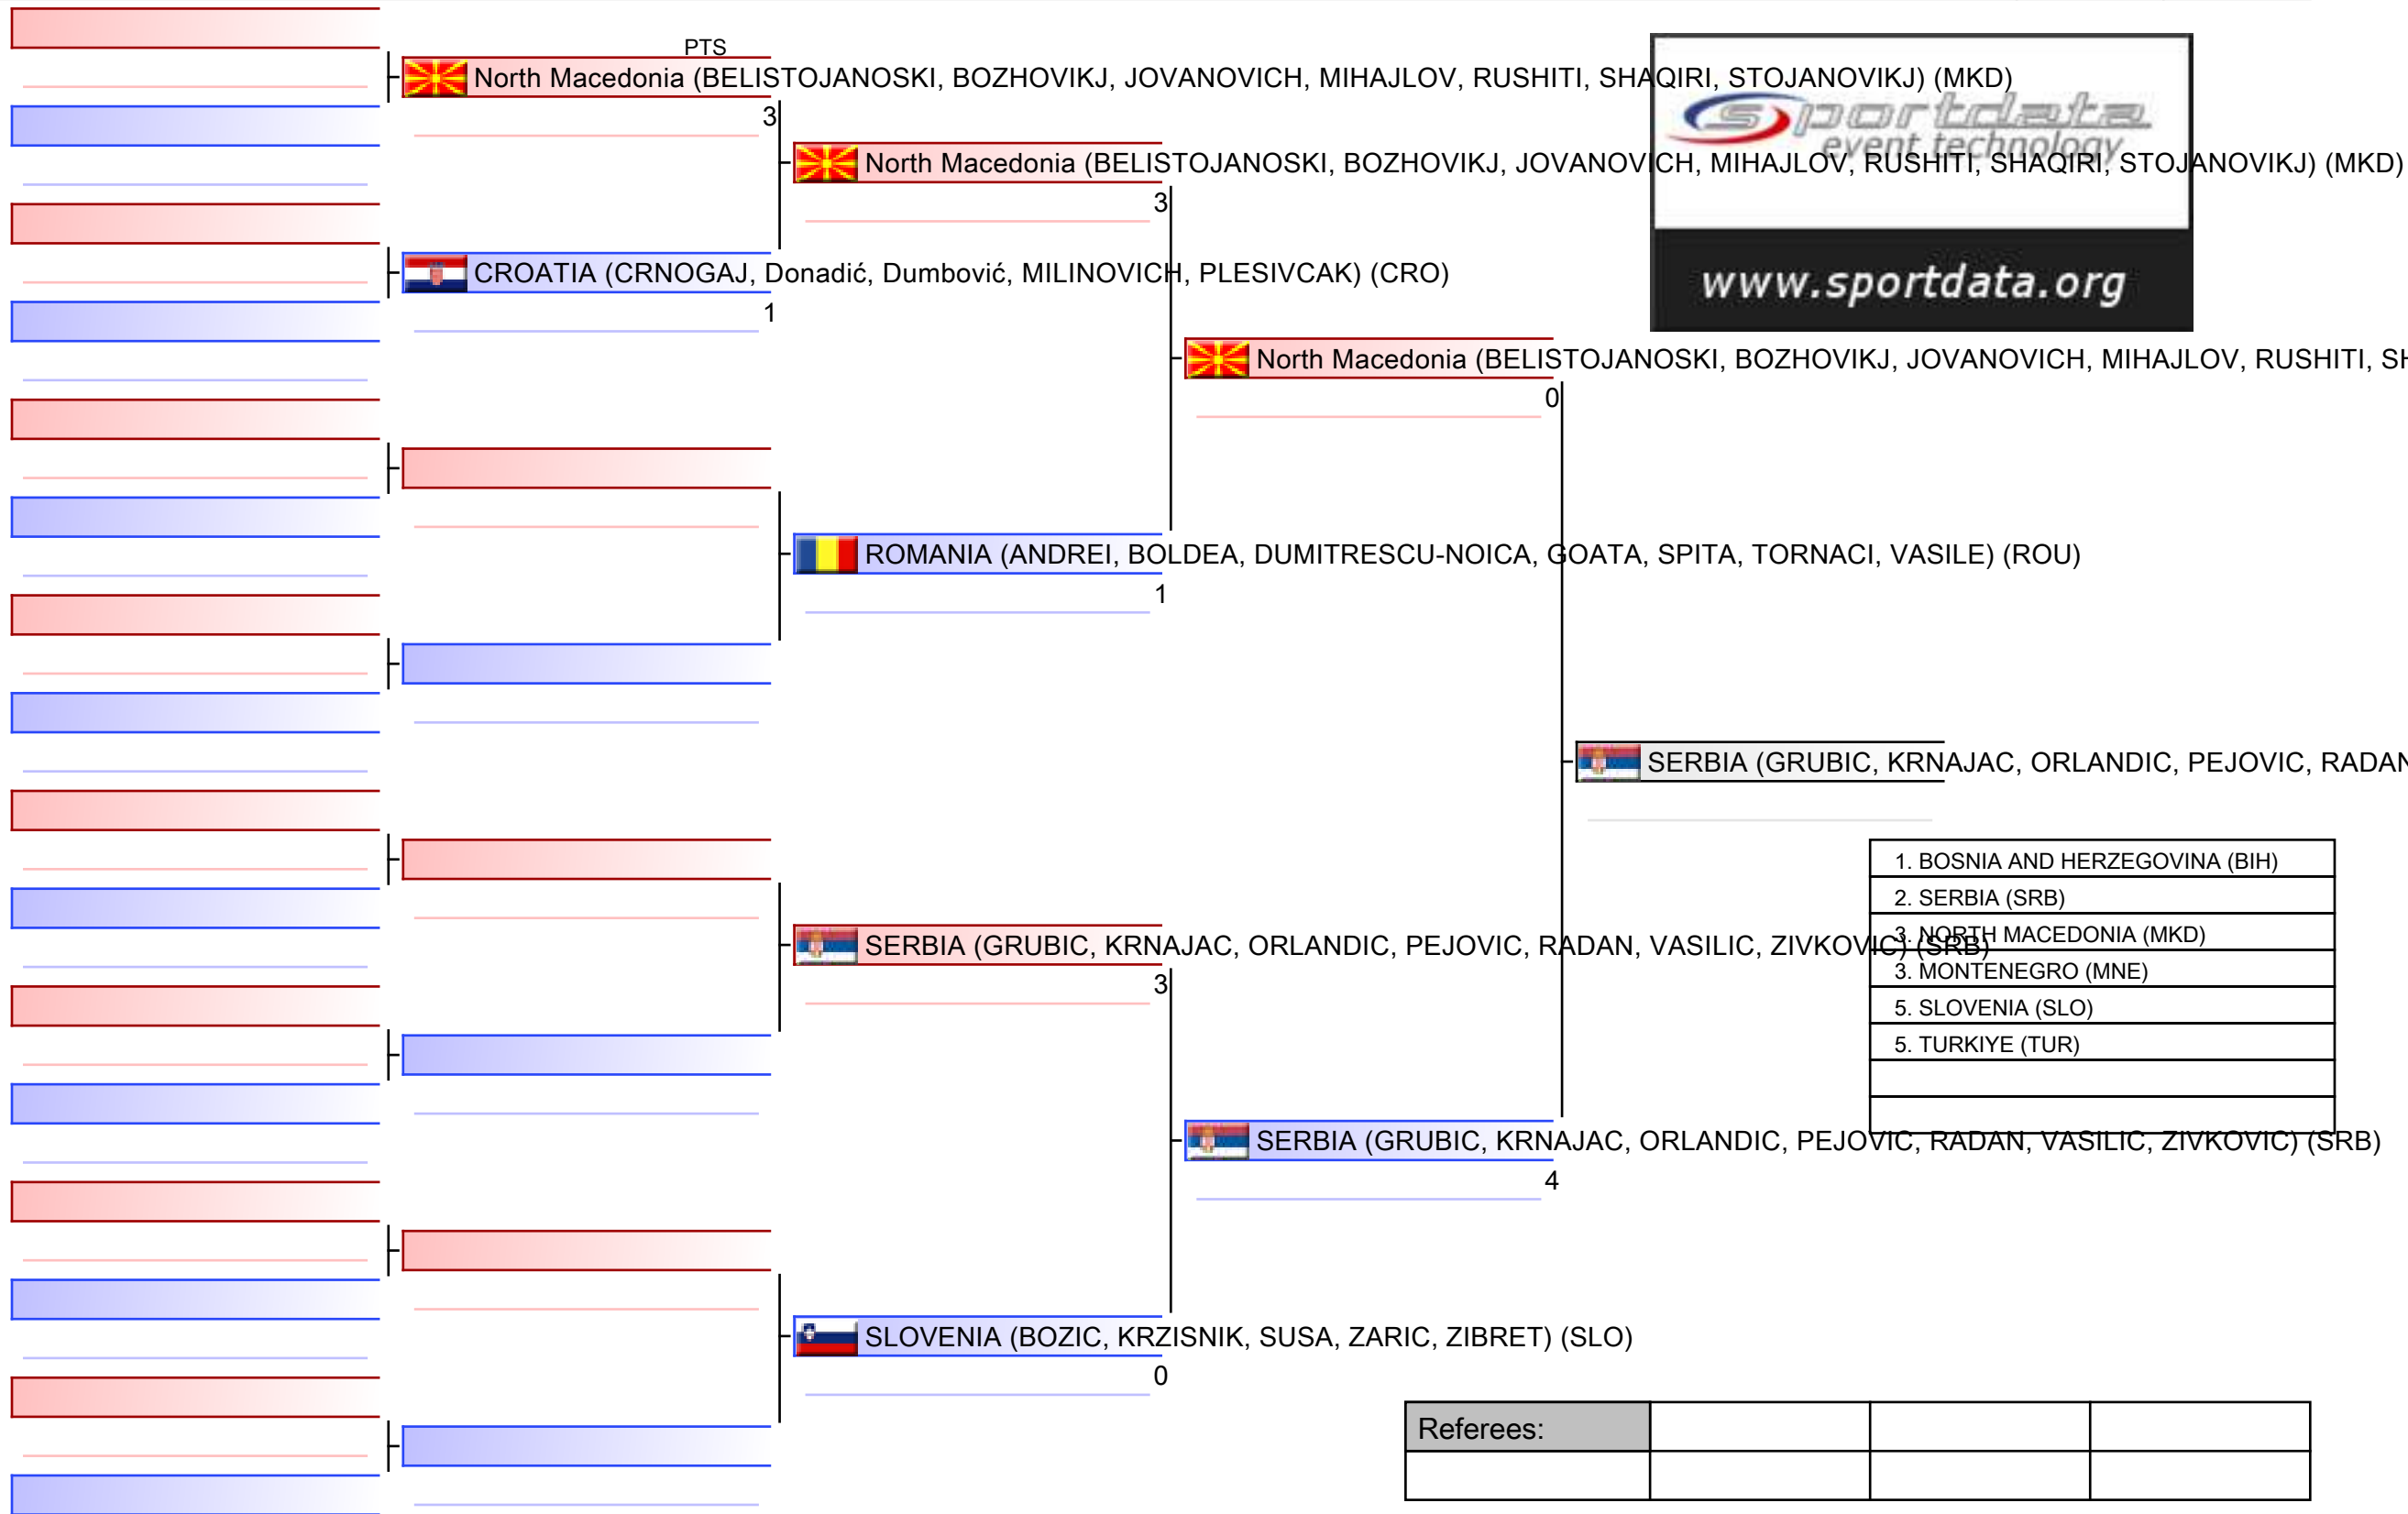 PTS
North Macedonia (BELISTOJANOSKI, BOZHOVIKJ, JOVANOVICH, MIHAJLOV, RUSHITI, SHAQIRI, STOJANOVIKJ) (MKD)
3
sportdata
event technology
North Macedonia (BELISTOJANOSKI, BOZHOVIKJ, JOVANOVICH, MIHAJLOV, RUSHITI, SHAQIRI, STOJANOVIKJ) (MKD)
3
CROATIA (CRNOGAJ, Donadić, Dumbović, MILINOVICH, PLESIVCAK) (CRO)
1
www.sportdata.org
North Macedonia (BELISTOJANOSKI, BOZHOVIKJ, JOVANOVICH, MIHAJLOV, RUSHITI, SH
0
ROMANIA (ANDREI, BOLDEA, DUMITRESCU-NOICA, GOATA, SPITA, TORNACI, VASILE) (ROU)
1
SERBIA (GRUBIC, KRNAJAC, ORLANDIC, PEJOVIC, RADAN
1. BOSNIA AND HERZEGOVINA (BIH)
2. SERBIA (SRB)
3. NORTH MACEDONIA (MKD)
3. MONTENEGRO (MNE)
5. SLOVENIA (SLO)
5. TURKIYE (TUR)
SERBIA (GRUBIC, KRNAJAC, ORLANDIC, PEJOVIC, RADAN, VASILIC, ZIVKOVIC) (SRB)
3
SERBIA (GRUBIC, KRNAJAC, ORLANDIC, PEJOVIC, RADAN, VASILIC, ZIVKOVIC) (SRB)
4
SLOVENIA (BOZIC, KRZISNIK, SUSA, ZARIC, ZIBRET) (SLO)
0
Referees: